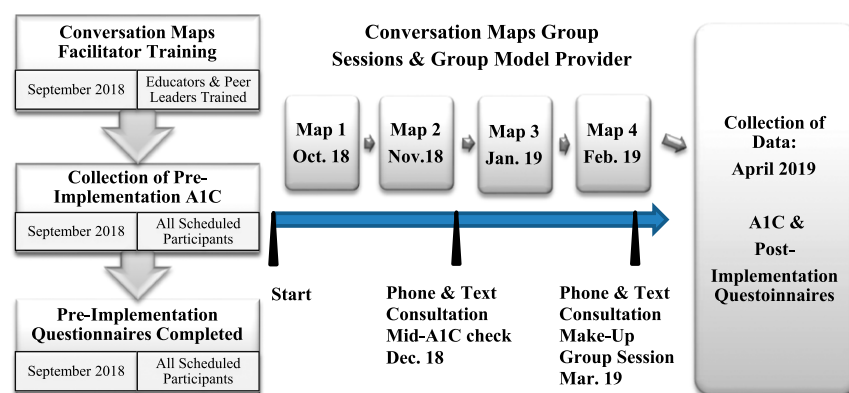 Conversation Maps
Facilitator Training
September 2018
Educators & Peer
Leaders Trained
Collection of Pre-
Implementation A1C
September 2018
All Scheduled
Participants
Pre-Implementation
Questionnaires Completed
September 2018
All Scheduled
Participants
Conversation Maps Group
Sessions & Group Model Provider
Map 1
Oct. 18
Map 2
Nov.18
Map 3
Jan. 19
Map 4
Feb. 19
Start
Phone & Text
Consultation
Mid-A1C check
Dec. 18
Phone & Text
Consultation
Make-Up
Group Session
Mar. 19
Collection of
Data:
April 2019
A1C &
Post-
Implementation
Questoinnaires